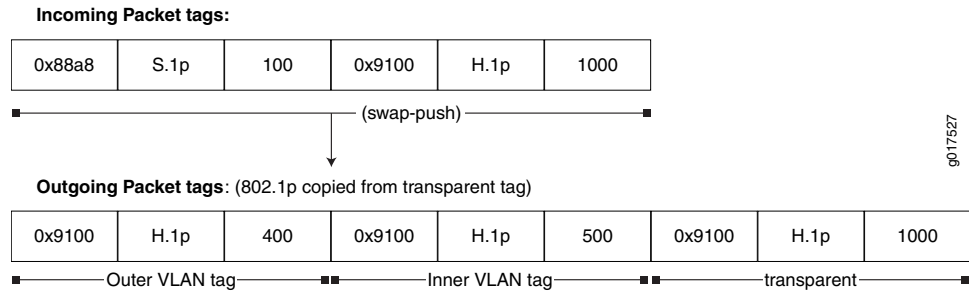 Incoming Packet tags:
0x88a8 S.1p 100 0x9100 H.1p 1000
(swap-push)
g017527
Outgoing Packet tags: (802.1p copied from transparent tag)
0x9100 H.1p 400 0x9100 H.1p 500 0x9100 H.1p 1000
Outer VLAN tag Inner VLAN tag transparent